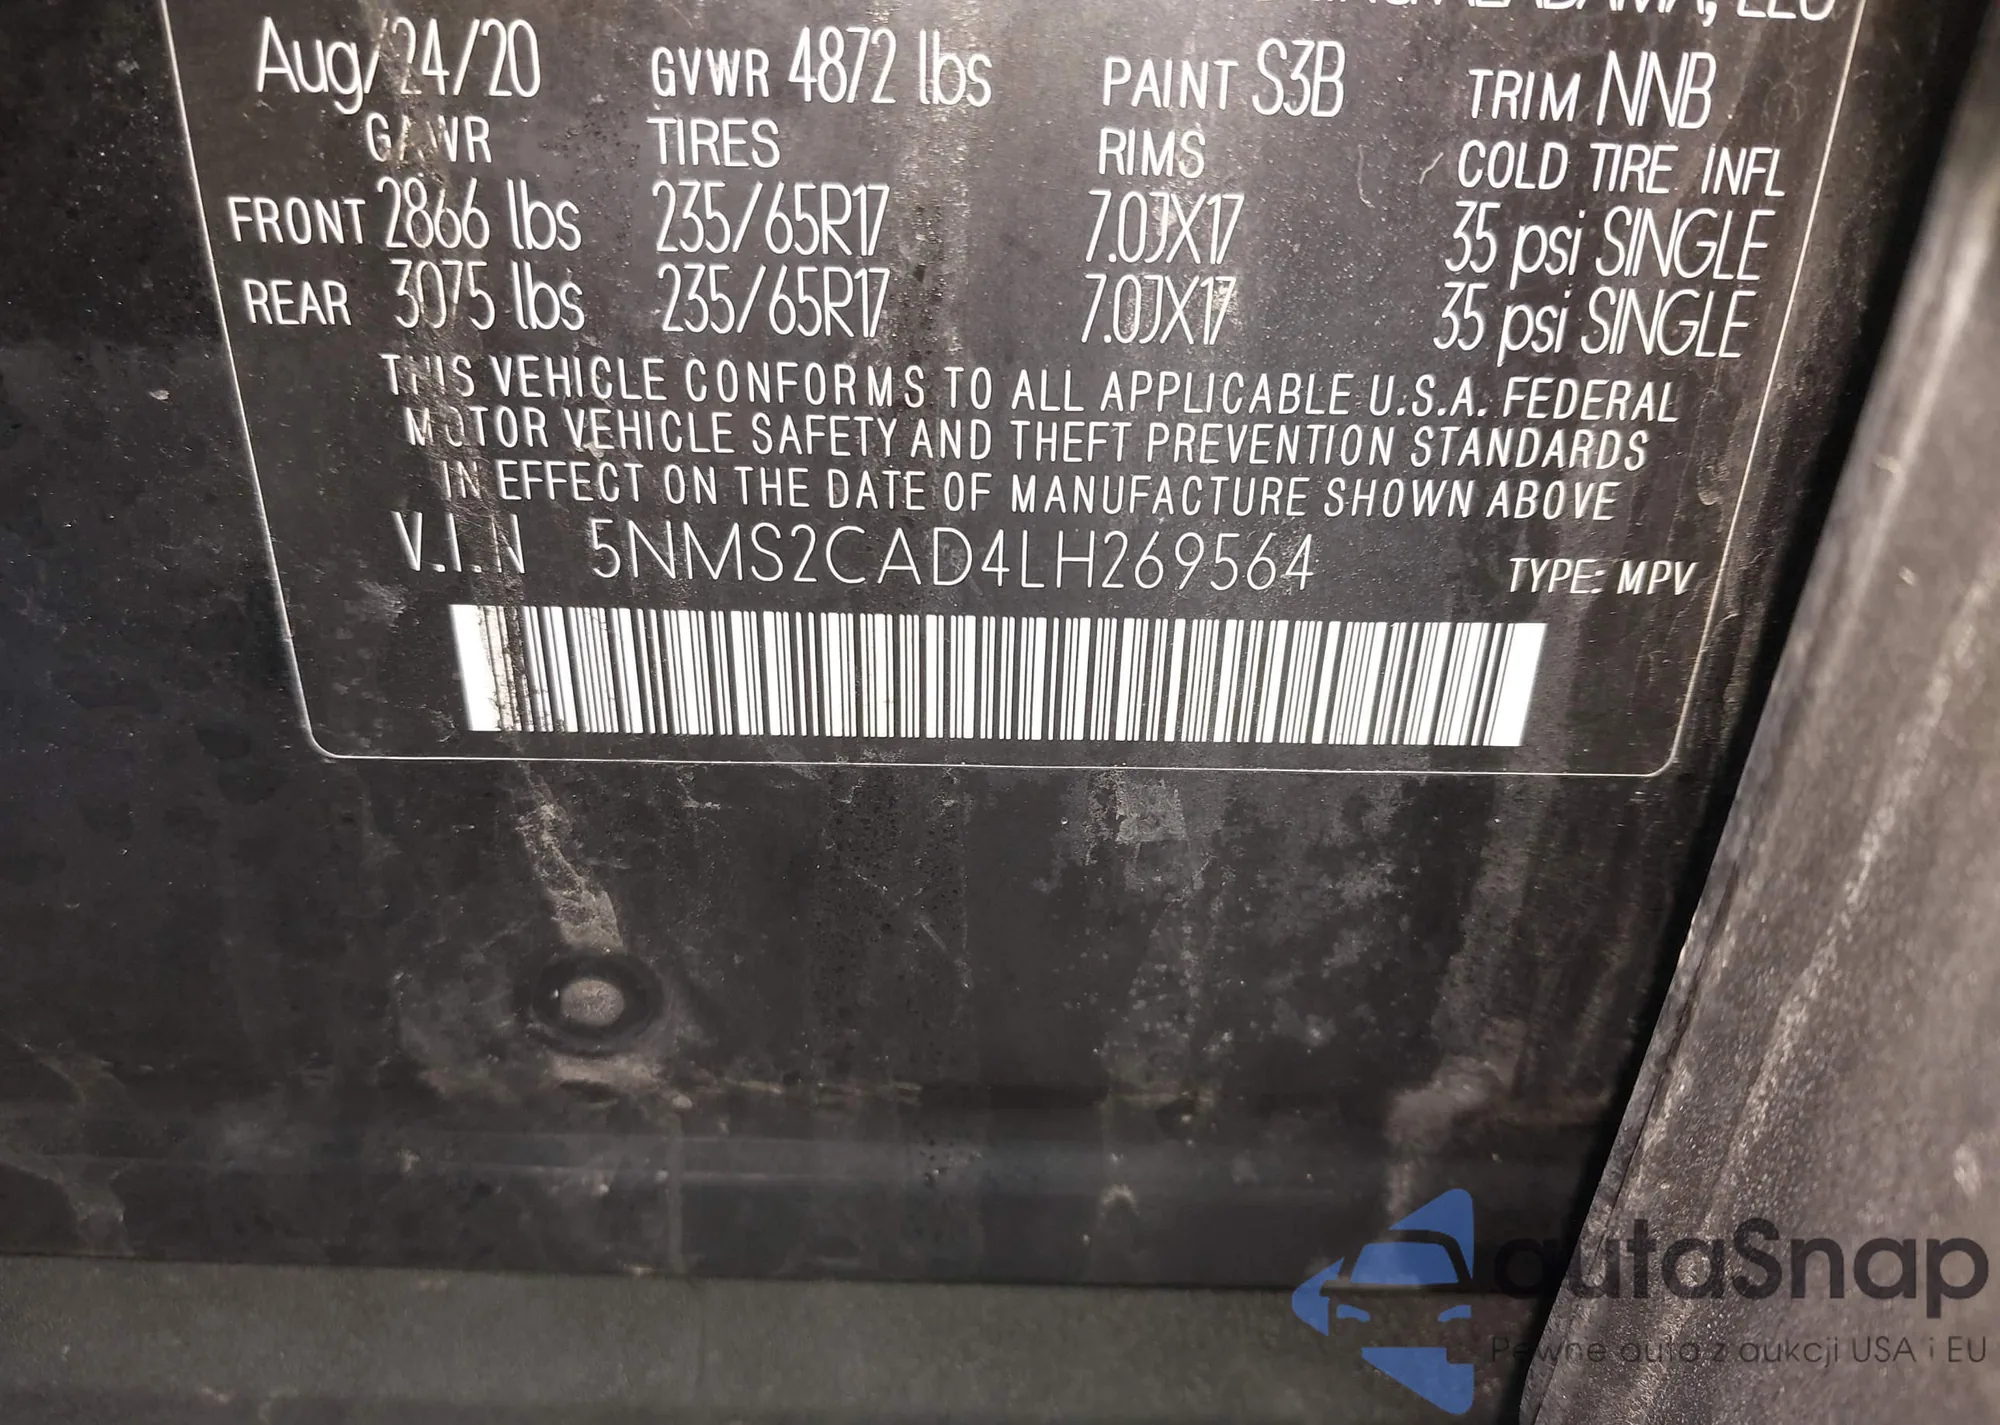 ALABAMA, LLC
Aug/24/20 GVWR 4872 lbs PAINT S3B TRIM NNB
GAWR TIRES RIMS COLD TIRE INFL
FRONT 2866 lbs 235/65R17 7.0JX17 35 psi SINGLE
REAR 3075 lbs 235/65R17 7.0JX17 35 psi SINGLE
THIS VEHICLE CONFORMS TO ALL APPLICABLE U.S.A. FEDERAL
MOTOR VEHICLE SAFETY AND THEFT PREVENTION STANDARDS
IN EFFECT ON THE DATE OF MANUFACTURE SHOWN ABOVE
V.I.N 5NMS2CAD4LH269564 TYPE: MPV
autaSnap
Pewne auta z aukcji USA i EU